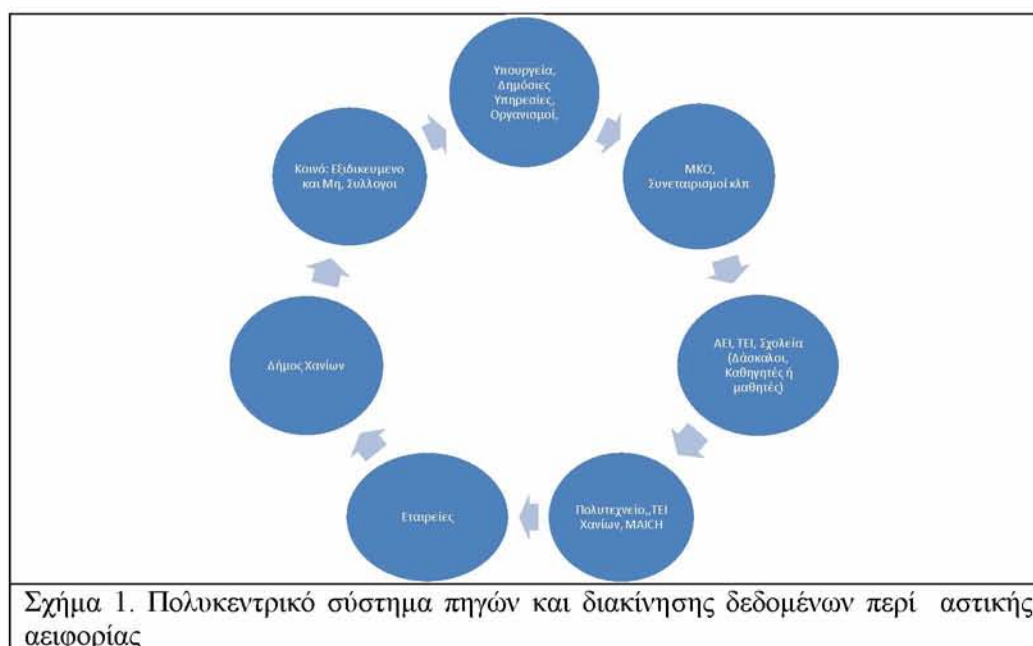 Υπουργεία,
Δημόσιες
Υπηρεσίες,
Οργανισμοί,
ΜΚΟ,
Συνεταιρισμοί κλπ
ΑΕΙ, ΤΕΙ, Σχολεία
(Δάσκαλοι,
Καθηγητές ή
μαθητές)
Πολυτεχνείο,,ΤΕΙ
Χανίων, MAICH
Εταιρείες
Δήμος Χανίων
Κοινό: Εξιδικευμενο
και Μη, Συλλογοι
Σχήμα 1. Πολυκεντρικό σύστημα πηγών και διακίνησης δεδομένων περί αστικής
αειφορίας